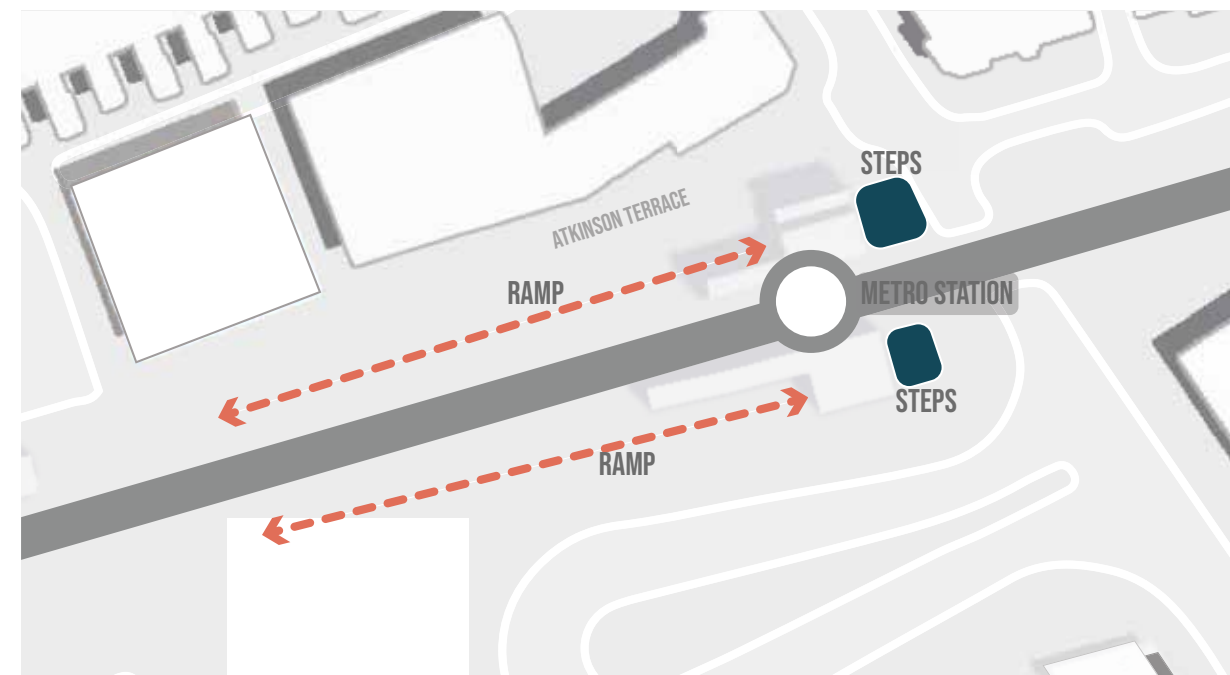 STEPS
ATKINSON TERRACE
RAMP
METRO STATION
STEPS
RAMP